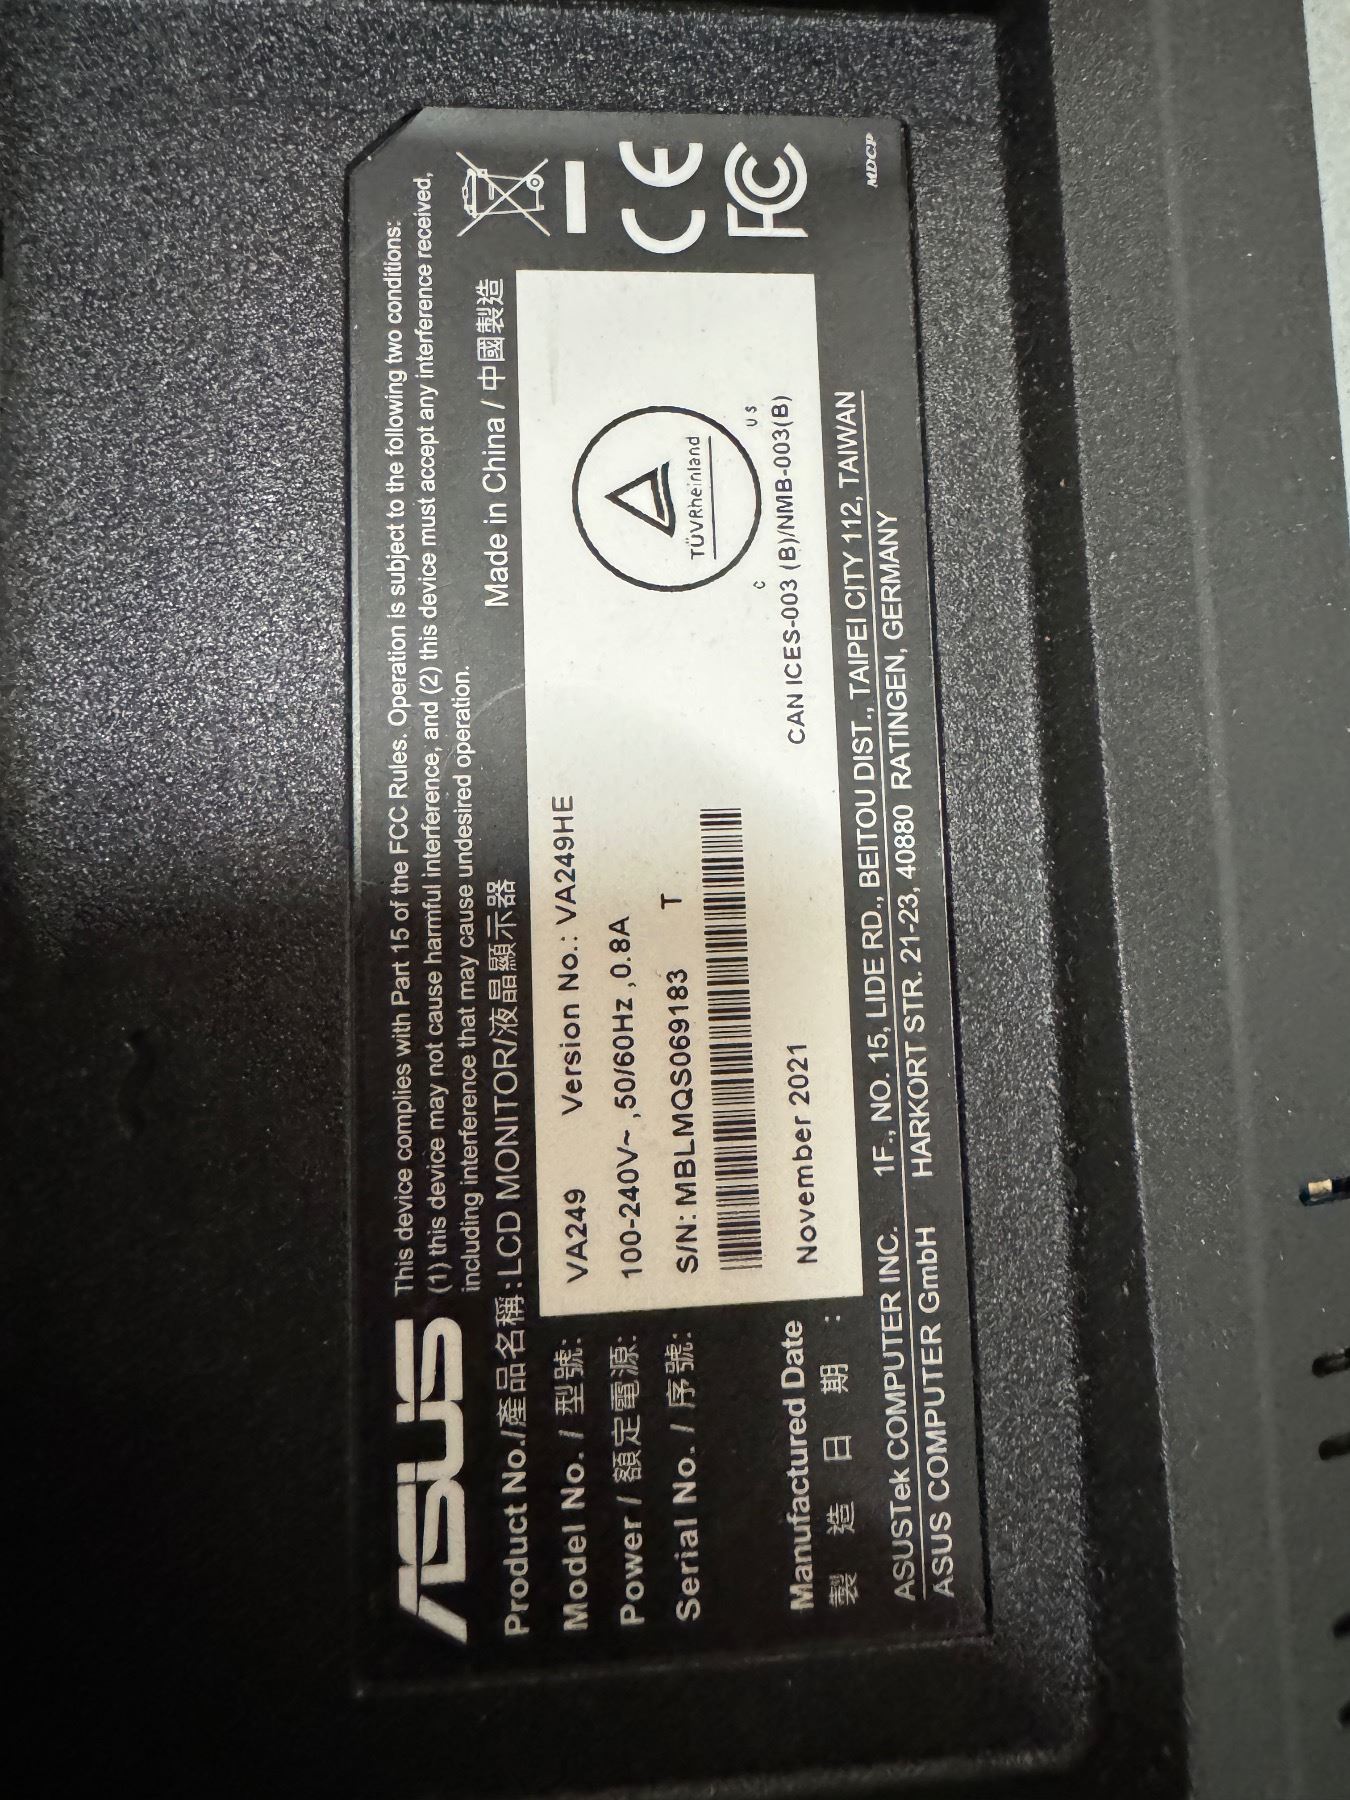 ASUS
This device complies with Part 15 of the FCC Rules. Operation is subject to the following two conditions:
(1) this device may not cause harmful interference, and (2) this device must accept any interference received,
including interference that may cause undesired operation.
Product No./產品名稱:LCD MONITOR/液晶顯示器
Made in China / 中國製造
Model No. / 型號:
VA249 Version No.: VA249HE
Power / 額定電源:
100-240V~ ,50/60Hz ,0.8A
Serial No. / 序號:
S/N: MBLMQS069183 T
Manufactured Date
製造日期:
November 2021
TÜVRheinland
C US
CAN ICES-003 (B)/NMB-003(B)
CE
FC
MDCP
ASUSTek COMPUTER INC. 1F., NO. 15, LIDE RD., BEITOU DIST., TAIPEI CITY 112, TAIWAN
ASUS COMPUTER GmbH HARKORT STR. 21-23, 40880 RATINGEN, GERMANY